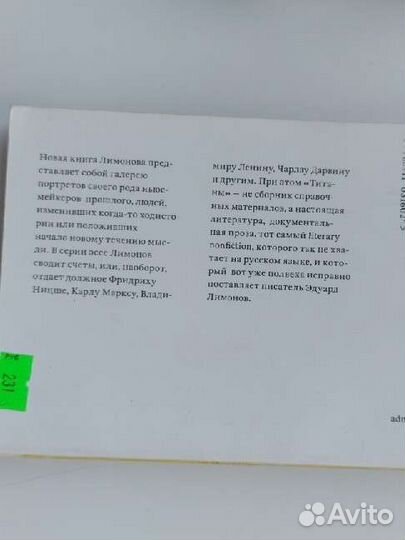 Новая книга Лимонова пред-
ставляет собой галерею
портретов своего рода ньюс-
мейкеров прошлого, людей,
изменивших когда-то ход исто-
рии или положивших
начало новому течению мыс-
ли. В серии эссе Лимонов
сводит счеты, или, наоборот,
отдает должное Фридриху
Ницше, Карлу Марксу, Влади-
миру Ленину, Чарлзу Дарвину
и другим. При этом «Тита-
ны» — не сборник справоч-
ных материалов, а настоящая
литература, документаль-
ная проза, тот самый literary
nonfiction, которого так не хва-
тает на русском языке, и кото-
рый вот уже полвека исправно
поставляет писатель Эдуард
Лимонов.
231
adm
Avito